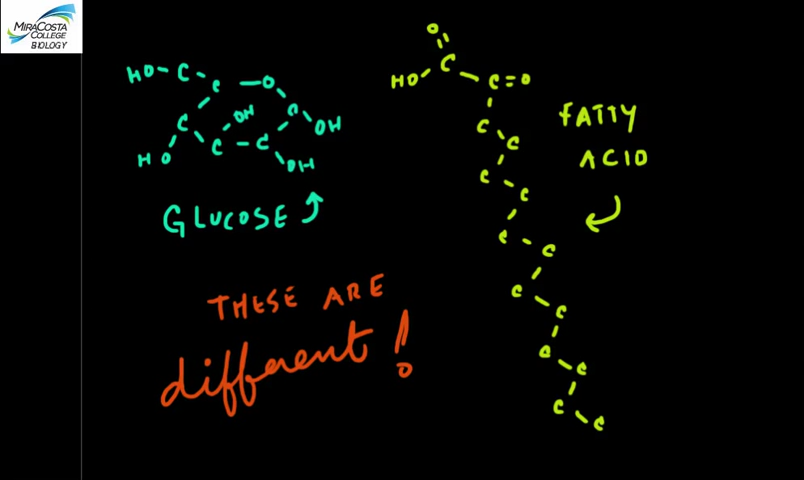 MIRACOSTA
COLLEGE
BIOLOGY
HO-C-C-O
C C OH
HO C-C OH
OH
GLUCOSE
O
HO C C=O
C C
C C
C C
C C
C C
C C
FATTY
ACID
THESE ARE
different!